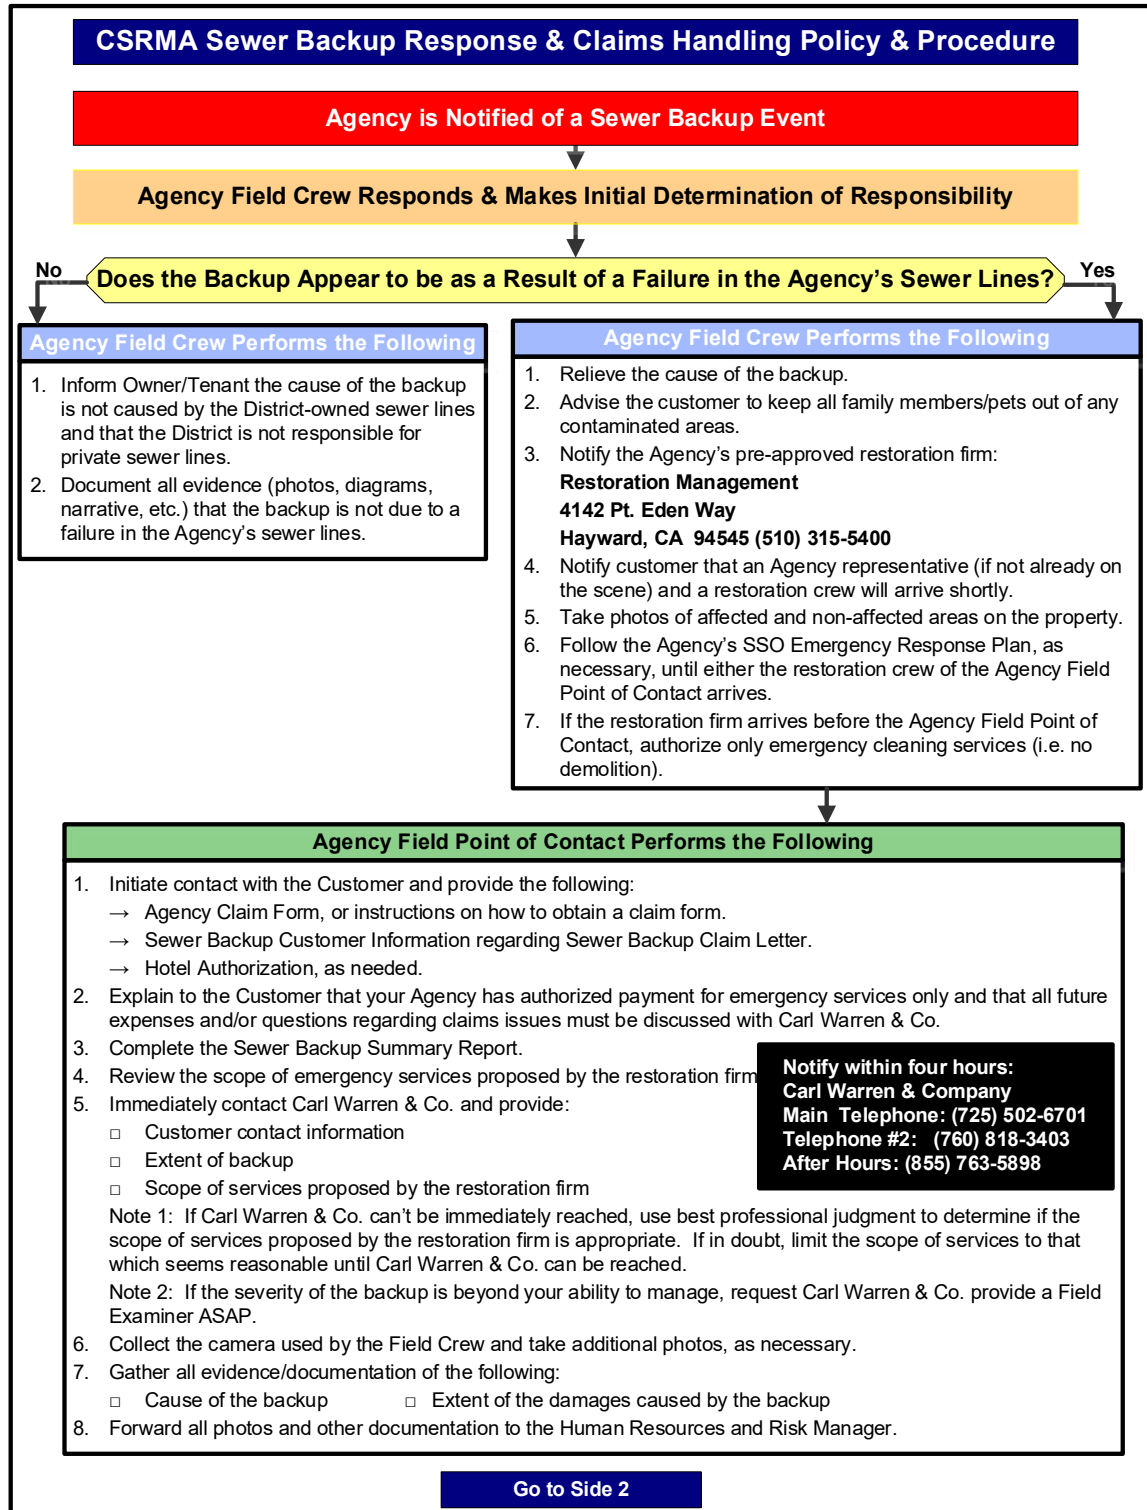 CSRMA Sewer Backup Response & Claims Handling Policy & Procedure
Agency is Notified of a Sewer Backup Event
Agency Field Crew Responds & Makes Initial Determination of Responsibility
No
Does the Backup Appear to be as a Result of a Failure in the Agency's Sewer Lines?
Yes
Agency Field Crew Performs the Following
1. Inform Owner/Tenant the cause of the backup
is not caused by the District-owned sewer lines
and that the District is not responsible for
private sewer lines.
2. Document all evidence (photos, diagrams,
narrative, etc.) that the backup is not due to a
failure in the Agency's sewer lines.
Agency Field Crew Performs the Following
1. Relieve the cause of the backup.
2. Advise the customer to keep all family members/pets out of any
contaminated areas.
3. Notify the Agency's pre-approved restoration firm:
Restoration Management
4142 Pt. Eden Way
Hayward, CA  94545 (510) 315-5400
4. Notify customer that an Agency representative (if not already on
the scene) and a restoration crew will arrive shortly.
5. Take photos of affected and non-affected areas on the property.
6. Follow the Agency's SSO Emergency Response Plan, as
necessary, until either the restoration crew of the Agency Field
Point of Contact arrives.
7. If the restoration firm arrives before the Agency Field Point of
Contact, authorize only emergency cleaning services (i.e. no
demolition).
Agency Field Point of Contact Performs the Following
1. Initiate contact with the Customer and provide the following:
→ Agency Claim Form, or instructions on how to obtain a claim form.
→ Sewer Backup Customer Information regarding Sewer Backup Claim Letter.
→ Hotel Authorization, as needed.
2. Explain to the Customer that your Agency has authorized payment for emergency services only and that all future
expenses and/or questions regarding claims issues must be discussed with Carl Warren & Co.
3. Complete the Sewer Backup Summary Report.
4. Review the scope of emergency services proposed by the restoration firm
5. Immediately contact Carl Warren & Co. and provide:
□ Customer contact information
□ Extent of backup
□ Scope of services proposed by the restoration firm
Notify within four hours:
Carl Warren & Company
Main  Telephone: (725) 502-6701
Telephone #2:  (760) 818-3403
After Hours: (855) 763-5898
Note 1:  If Carl Warren & Co. can't be immediately reached, use best professional judgment to determine if the
scope of services proposed by the restoration firm is appropriate.  If in doubt, limit the scope of services to that
which seems reasonable until Carl Warren & Co. can be reached.
Note 2:  If the severity of the backup is beyond your ability to manage, request Carl Warren & Co. provide a Field
Examiner ASAP.
6. Collect the camera used by the Field Crew and take additional photos, as necessary.
7. Gather all evidence/documentation of the following:
□ Cause of the backup □ Extent of the damages caused by the backup
8. Forward all photos and other documentation to the Human Resources and Risk Manager.
Go to Side 2